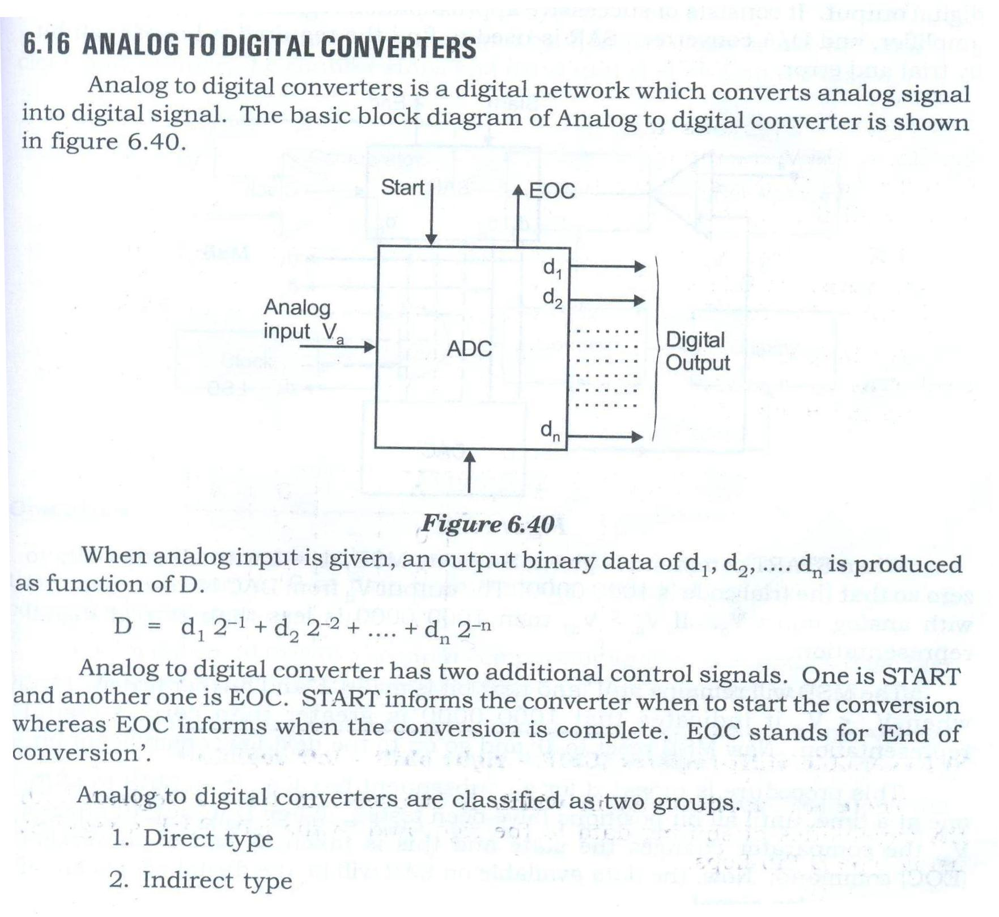 6.16 ANALOG TO DIGITAL CONVERTERS
Analog to digital converters is a digital network which converts analog signal
into digital signal. The basic block diagram of Analog to digital converter is shown
in figure 6.40.
Start
EOC
d₁
d₂
Analog
input Vₐ
ADC
Digital
Output
dₙ
Figure 6.40
When analog input is given, an output binary data of d₁, d₂,.... dₙ is produced
as function of D.
D = d₁ 2⁻¹ + d₂ 2⁻² + .... + dₙ 2⁻ⁿ
Analog to digital converter has two additional control signals. One is START
and another one is EOC. START informs the converter when to start the conversion
whereas EOC informs when the conversion is complete. EOC stands for ‘End of
conversion’.
Analog to digital converters are classified as two groups.
1. Direct type
2. Indirect type